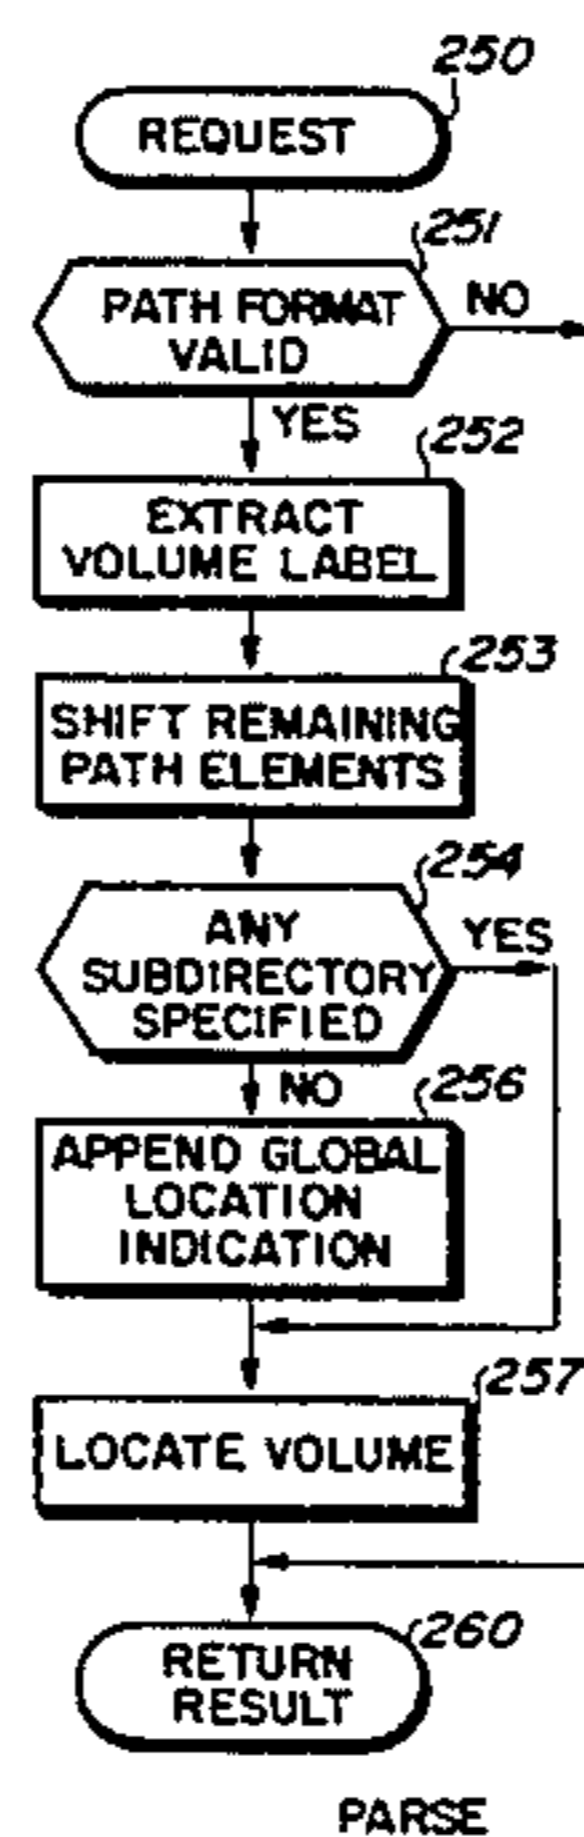 250
REQUEST
251
PATH FORMAT
VALID
NO
YES
252
EXTRACT
VOLUME LABEL
253
SHIFT REMAINING
PATH ELEMENTS
254
ANY
SUBDIRECTORY
SPECIFIED
YES
NO
256
APPEND GLOBAL
LOCATION
INDICATION
257
LOCATE VOLUME
260
RETURN
RESULT
PARSE